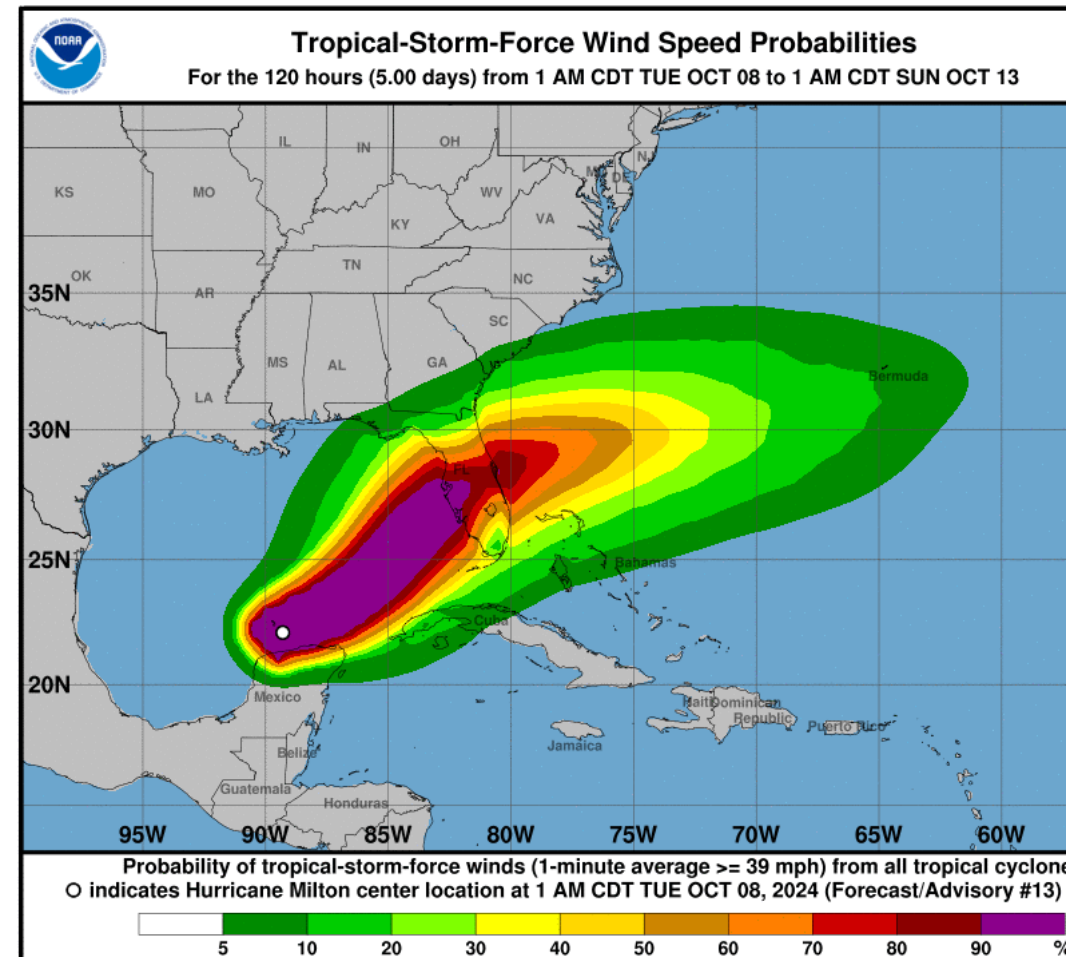 NOAA
Tropical-Storm-Force Wind Speed Probabilities
For the 120 hours (5.00 days) from 1 AM CDT TUE OCT 08 to 1 AM CDT SUN OCT 13
IL
IN
OH
NJ
KS
MO
WV
DE
KY
VA
OK
TN
NC
35N
AR
SC
MS
AL
GA
LA
Bermuda
30N
FL
25N
Bahamas
Cuba
20N
Mexico
Haiti
Dominican
Republic
Puerto Rico
Jamaica
Belize
Guatemala
Honduras
95W
90W
85W
80W
75W
70W
65W
60W
Probability of tropical-storm-force winds (1-minute average >= 39 mph) from all tropical cyclone
indicates Hurricane Milton center location at 1 AM CDT TUE OCT 08, 2024 (Forecast/Advisory #13)
5 10 20 30 40 50 60 70 80 90 %